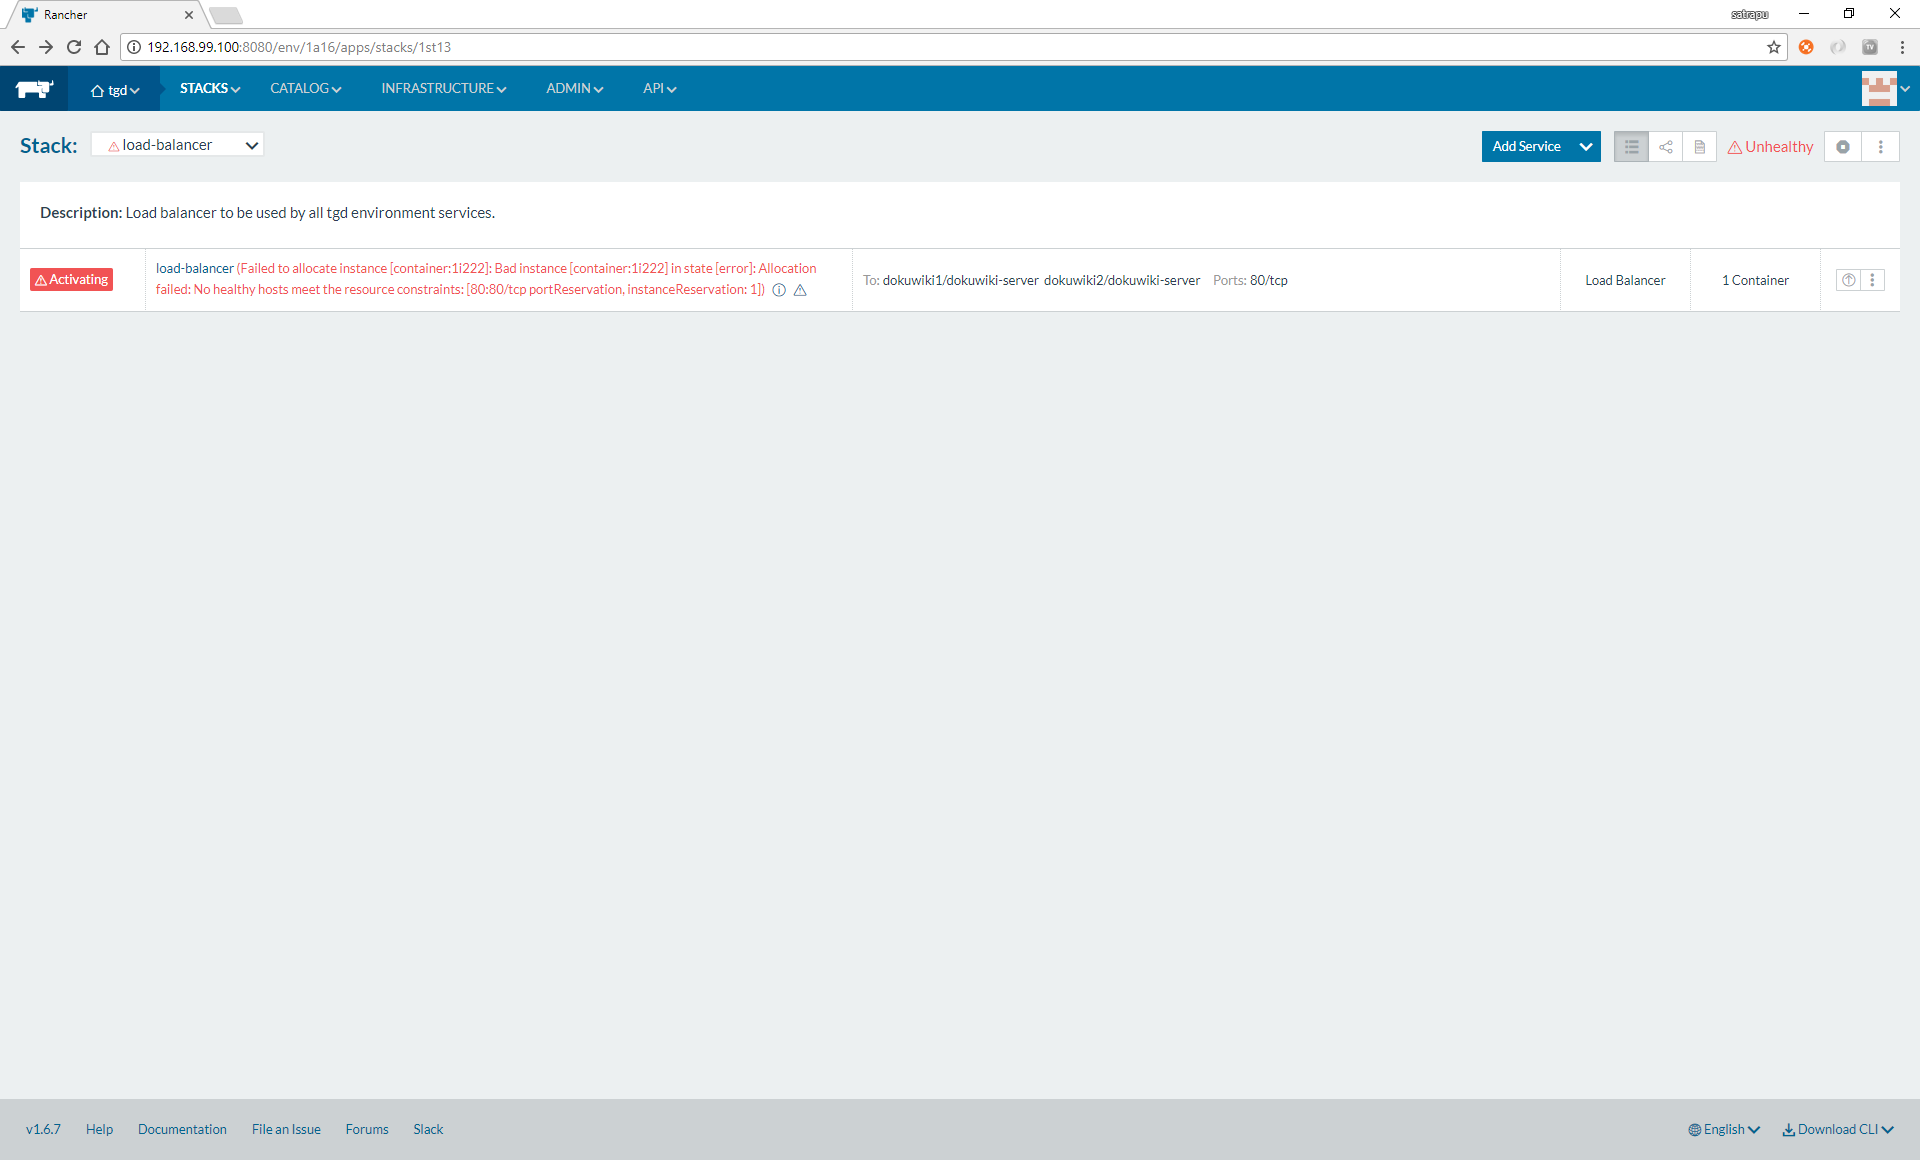 Rancher
satrapu
192.168.99.100:8080/env/1a16/apps/stacks/1st13
TV
tgd STACKS CATALOG INFRASTRUCTURE ADMIN API
Stack: load-balancer Add Service Unhealthy
Description: Load balancer to be used by all tgd environment services.
Activating
load-balancer (Failed to allocate instance [container:1i222]: Bad instance [container:1i222] in state [error]: Allocation
failed: No healthy hosts meet the resource constraints: [80:80/tcp portReservation, instanceReservation: 1])
To: dokuwiki1/dokuwiki-server dokuwiki2/dokuwiki-server Ports: 80/tcp
Load Balancer
1 Container
v1.6.7 Help Documentation File an Issue Forums Slack English Download CLI